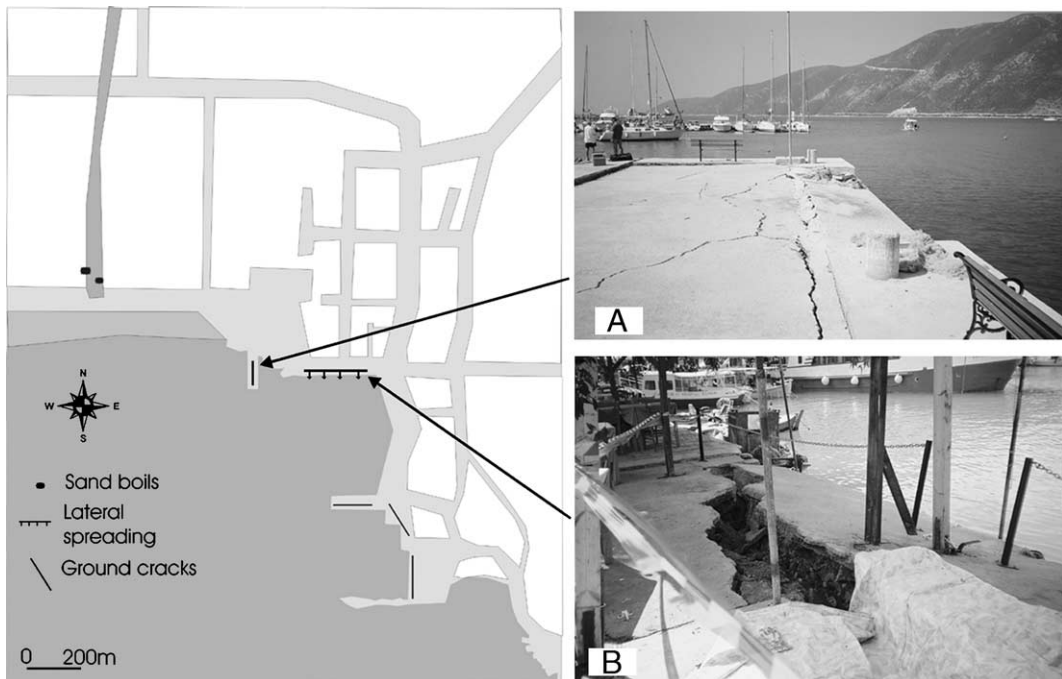 N
W E
S
Sand boils
Lateral
spreading
Ground cracks
0 200m
A
B